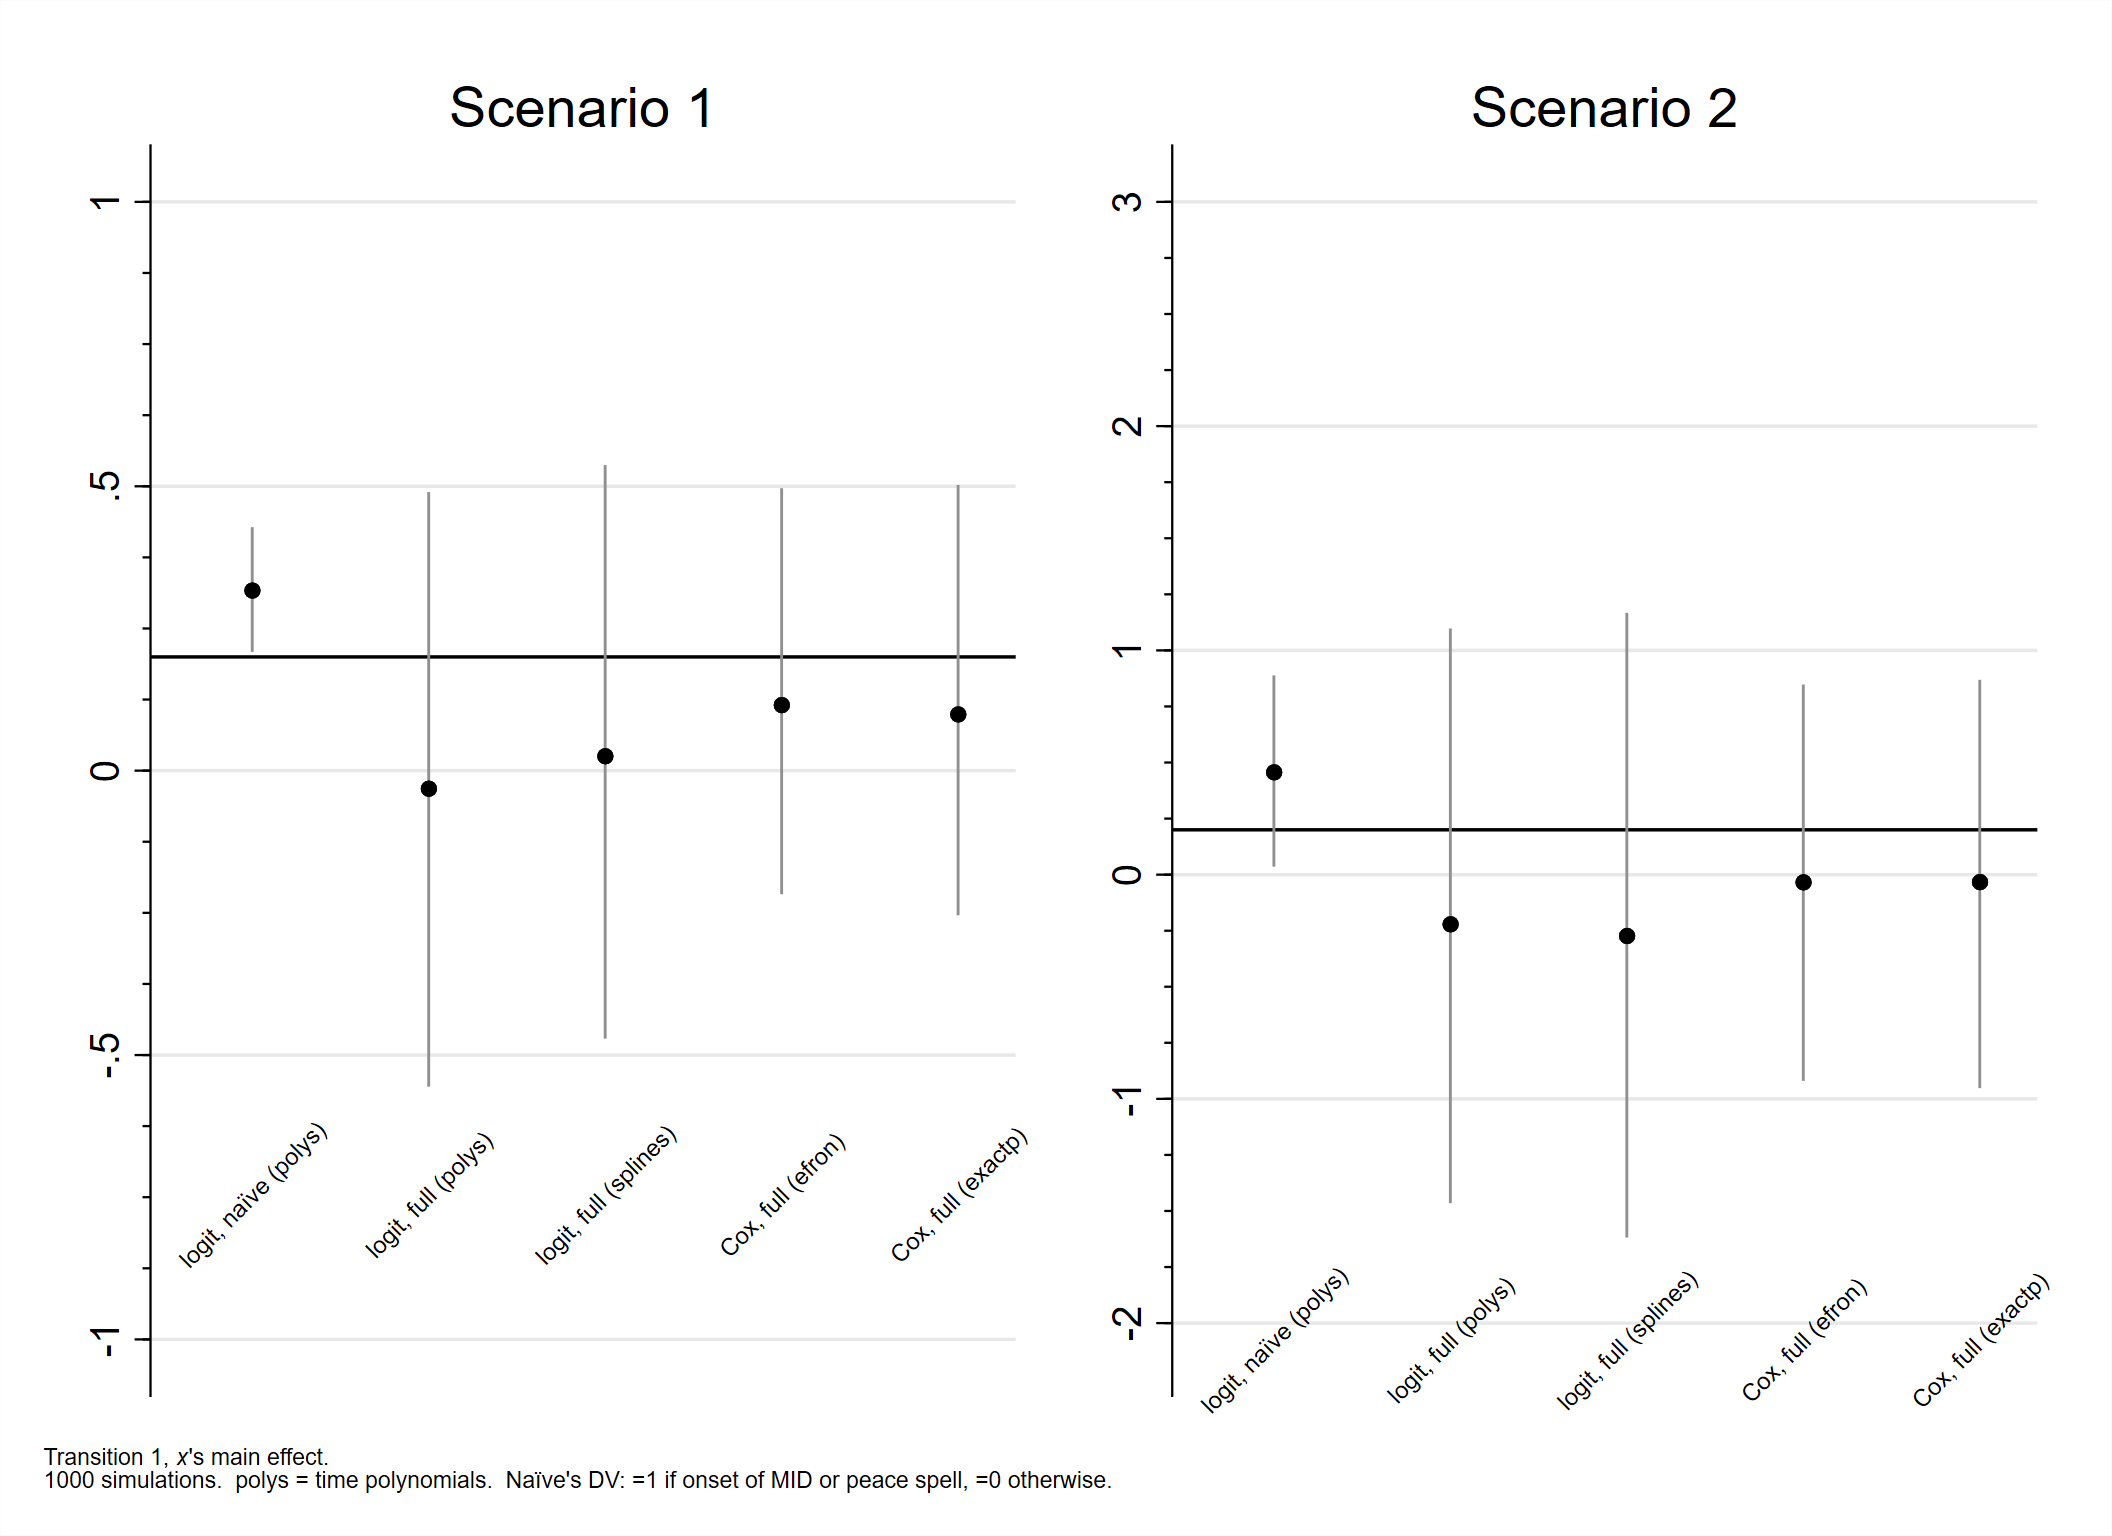 Scenario 1
1
.5
0
-.5
-1
logit, naïve (polys)
logit, full (polys)
logit, full (splines)
Cox, full (efron)
Cox, full (exactp)
Scenario 2
3
2
1
0
-1
-2
logit, naïve (polys)
logit, full (polys)
logit, full (splines)
Cox, full (efron)
Cox, full (exactp)
Transition 1, x's main effect.
1000 simulations.  polys = time polynomials.  Naïve's DV: =1 if onset of MID or peace spell, =0 otherwise.